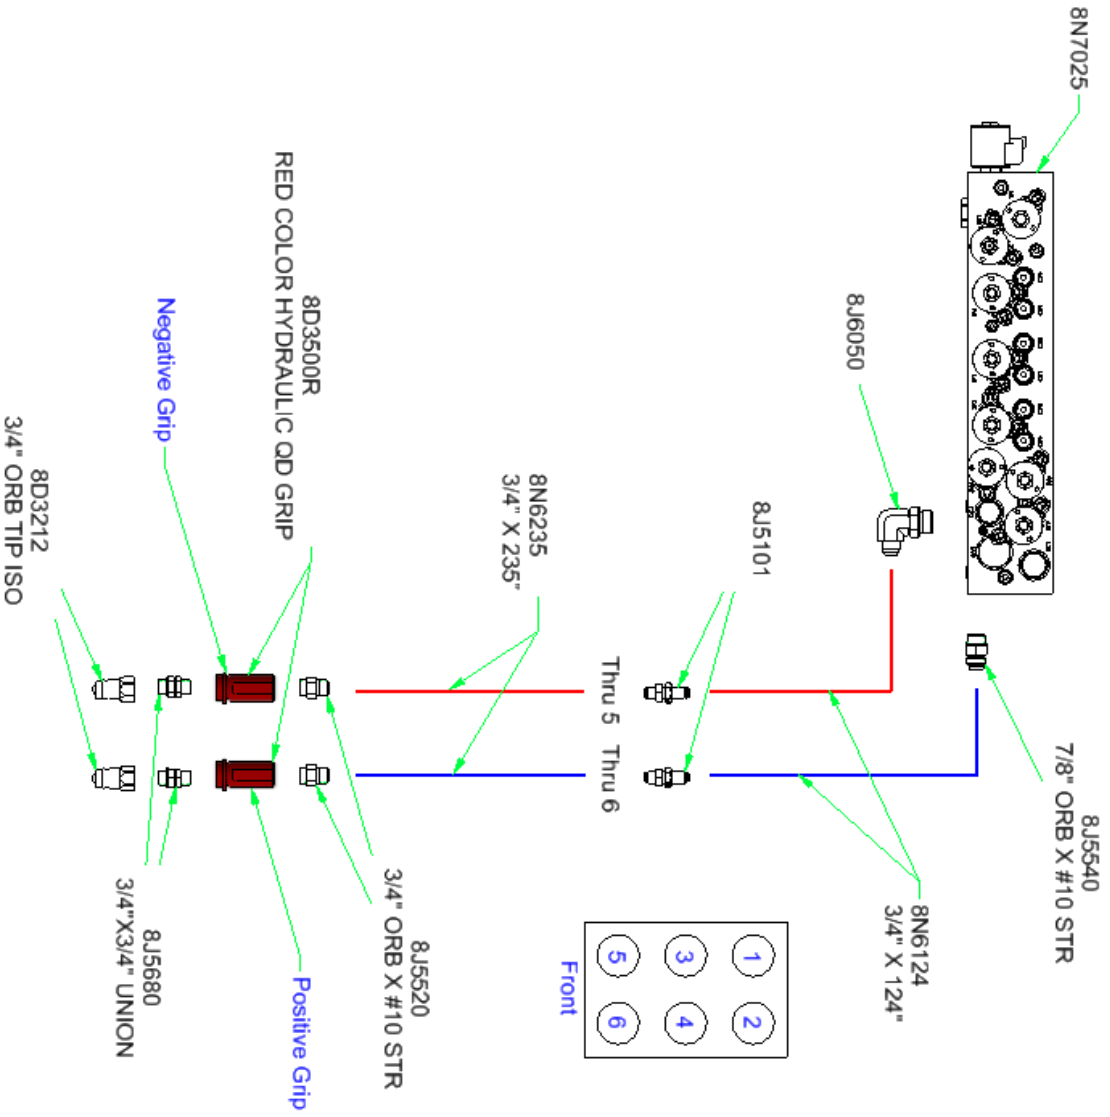 8N7025
8J6050
7/8" ORB X #10 STR
8J5540
8J5101
8N6124
3/4" X 124"
8N6235
3/4" X 235"
Thru 5
Thru 6
8D3500R
RED COLOR HYDRAULIC QD GRIP
Negative Grip
Positive Grip
8J5520
3/4" ORB X #10 STR
8J5680
3/4"X3/4" UNION
8D3212
3/4" ORB TIP ISO
1
2
3
4
5
6
Front